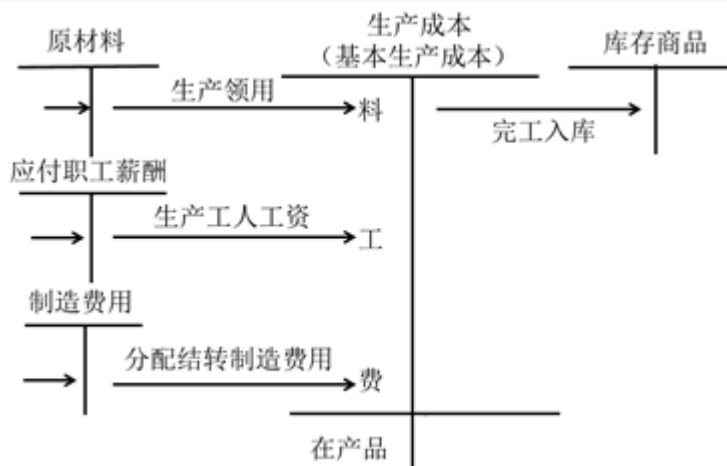 原材料
生产成本
（基本生产成本）
库存商品
生产领用
料
完工入库
应付职工薪酬
生产工人工资
工
制造费用
分配结转制造费用
费
在产品